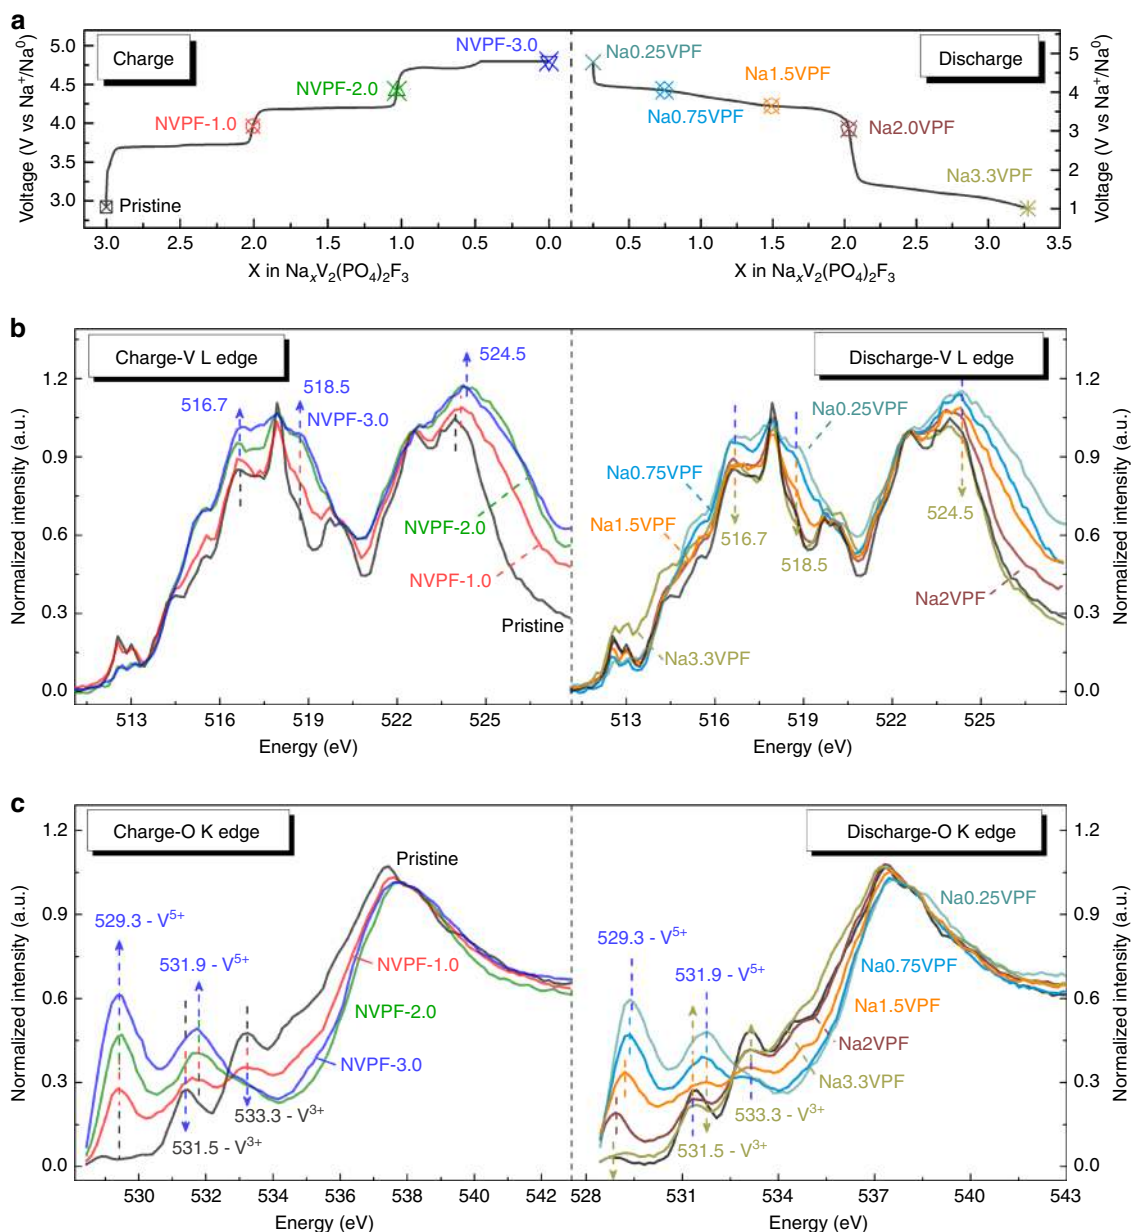 a
Charge
Discharge
NVPF-3.0
NVPF-2.0
NVPF-1.0
Pristine
Na0.25VPF
Na1.5VPF
Na0.75VPF
Na2.0VPF
Na3.3VPF
Voltage (V vs Na⁺/Na⁰)
5.0
4.5
4.0
3.5
3.0
Voltage (V vs Na⁺/Na⁰)
5
4
3
2
1
3.0 2.5 2.0 1.5 1.0 0.5 0.0 0.5 1.0 1.5 2.0 2.5 3.0 3.5
X in NaₓV₂(PO₄)₂F₃
X in NaₓV₂(PO₄)₂F₃
b
Charge-V L edge
Discharge-V L edge
516.7
518.5
524.5
NVPF-3.0
NVPF-2.0
NVPF-1.0
Pristine
Na0.25VPF
Na0.75VPF
Na1.5VPF
516.7
518.5
524.5
Na2VPF
Na3.3VPF
Normalized intensity (a.u.)
1.2
0.9
0.6
0.3
0.0
Normalized intensity (a.u.)
1.2
0.9
0.6
0.3
0.0
513 516 519 522 525 513 516 519 522 525
Energy (eV)
Energy (eV)
c
Charge-O K edge
Discharge-O K edge
Pristine
529.3 - V⁵⁺
531.9 - V⁵⁺
NVPF-1.0
NVPF-2.0
NVPF-3.0
533.3 - V³⁺
531.5 - V³⁺
Na0.25VPF
529.3 - V⁵⁺
531.9 - V⁵⁺
Na0.75VPF
Na1.5VPF
Na2VPF
Na3.3VPF
533.3 - V³⁺
531.5 - V³⁺
Normalized intensity (a.u.)
1.2
0.9
0.6
0.3
0.0
Normalized intensity (a.u.)
1.2
0.9
0.6
0.3
0.0
530 532 534 536 538 540 542 528 531 534 537 540 543
Energy (eV)
Energy (eV)